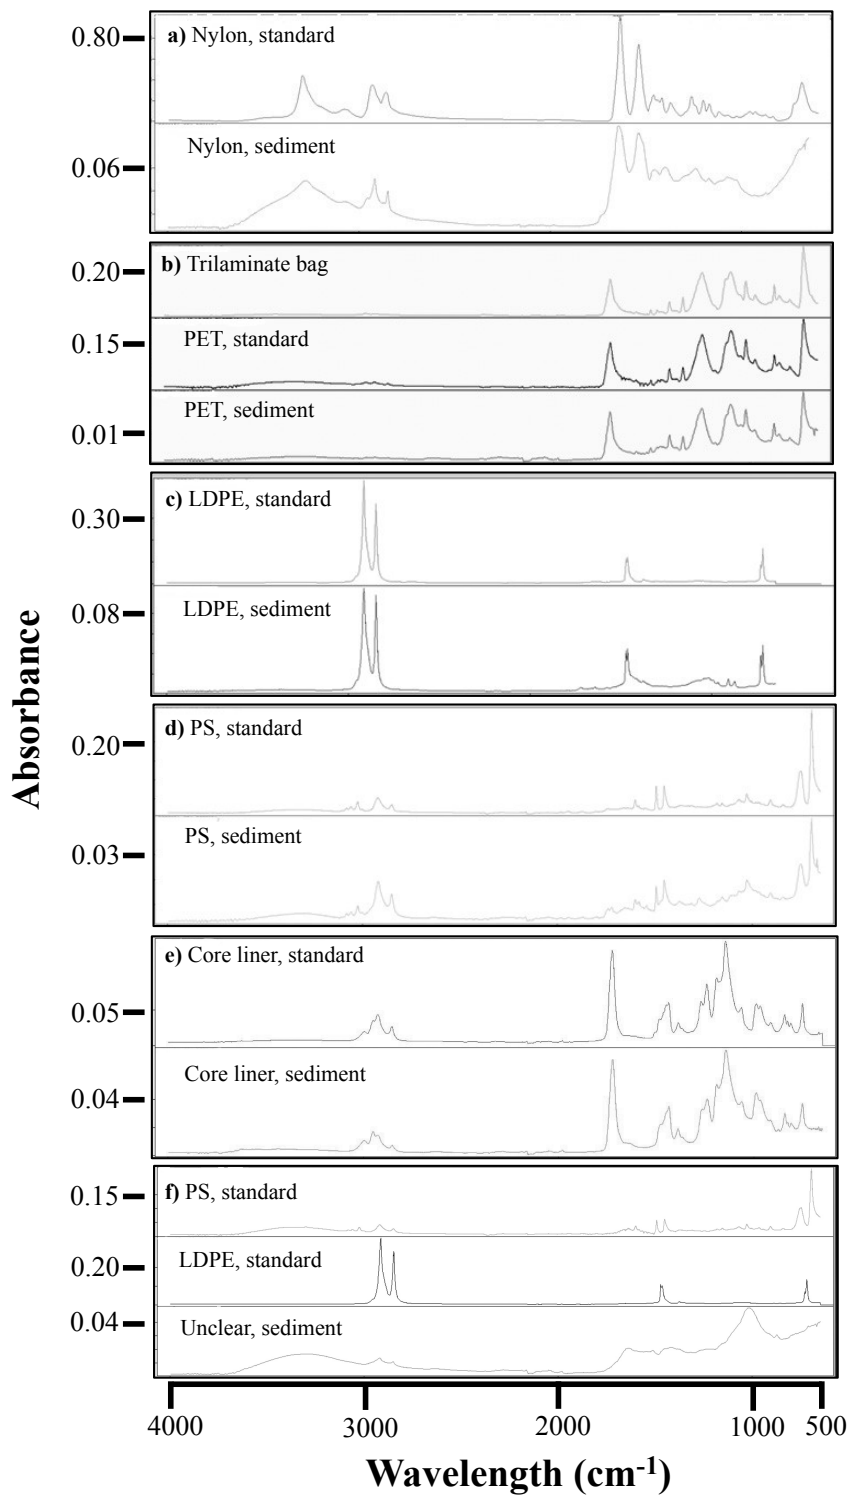 a) Nylon, standard
0.80
Nylon, sediment
0.06
b) Trilaminate bag
0.20
PET, standard
0.15
PET, sediment
0.01
c) LDPE, standard
0.30
LDPE, sediment
0.08
d) PS, standard
0.20
PS, sediment
0.03
e) Core liner, standard
0.05
Core liner, sediment
0.04
f) PS, standard
0.15
LDPE, standard
0.20
Unclear, sediment
0.04
Absorbance
4000 3000 2000 1000 500
Wavelength (cm-1)